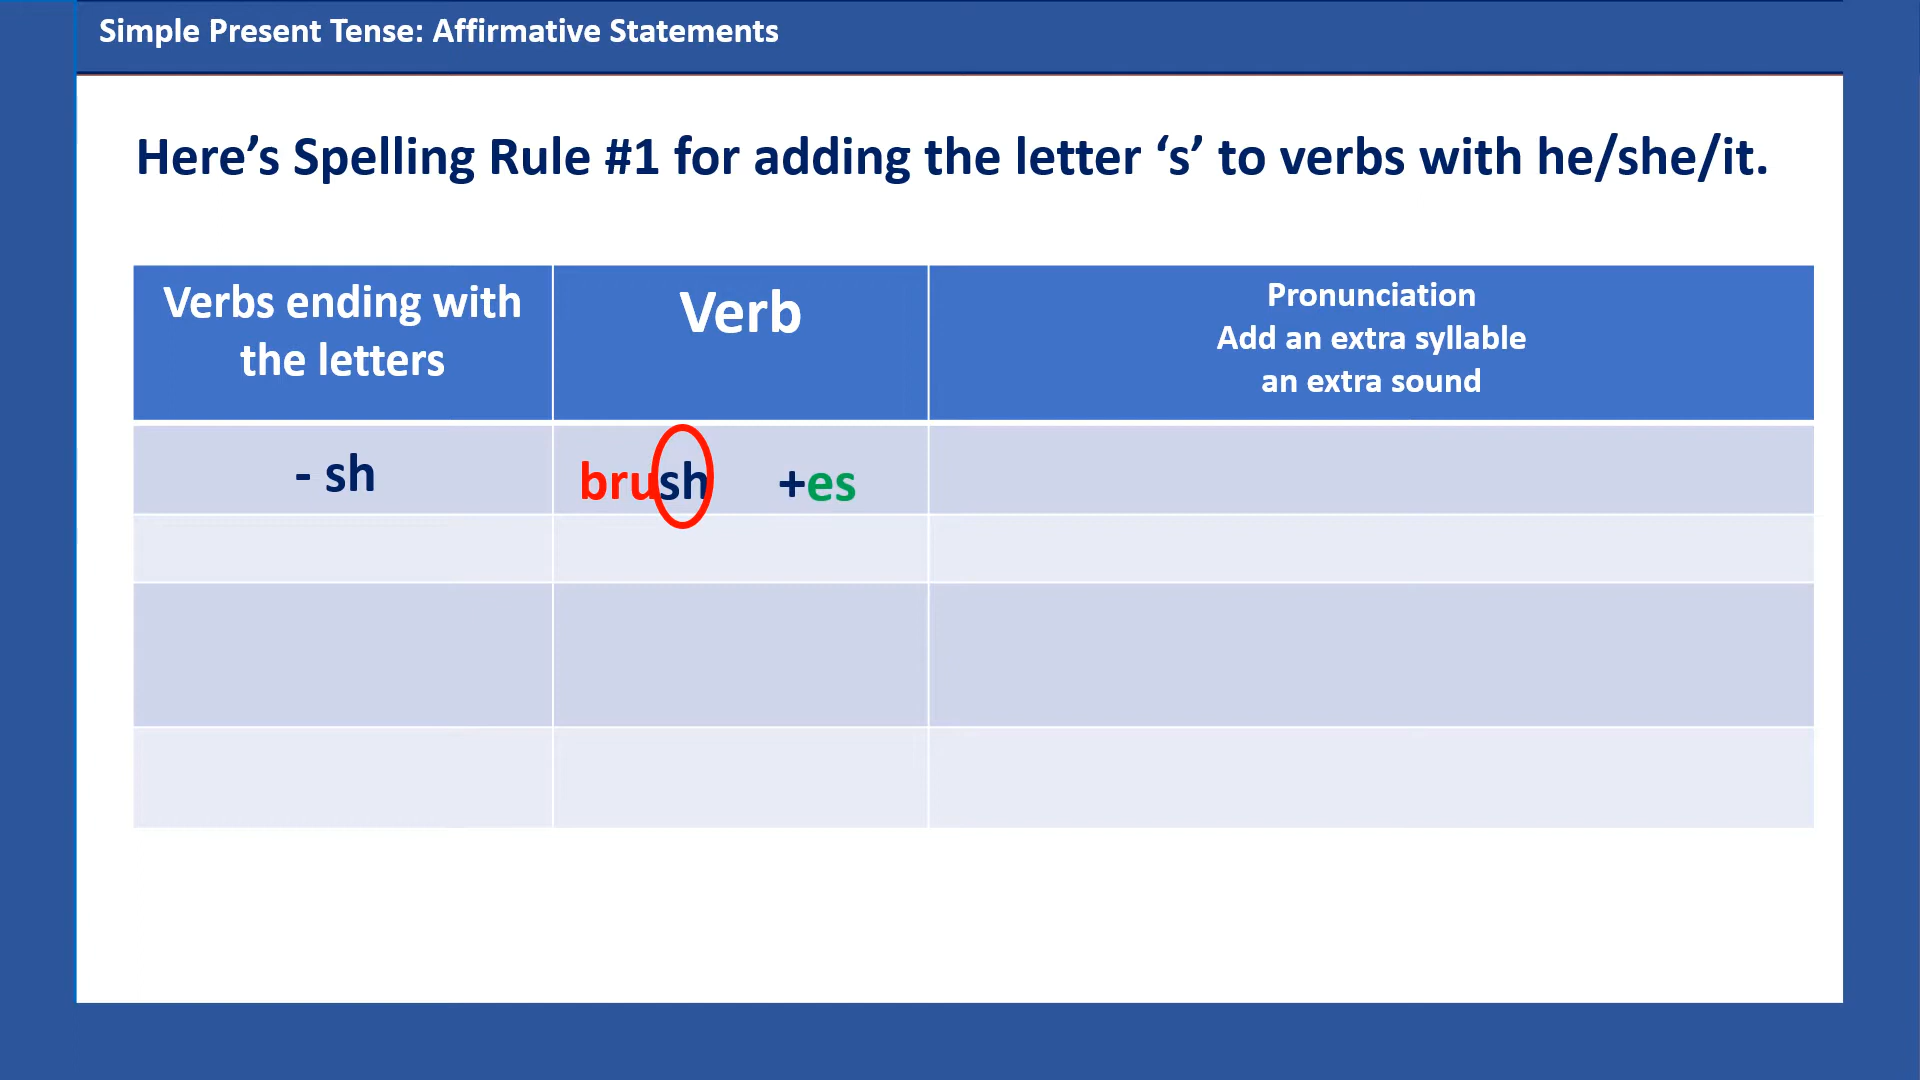 Simple Present Tense: Affirmative Statements
Here’s Spelling Rule #1 for adding the letter ‘s’ to verbs with he/she/it.
Verbs ending with
the letters
Verb
Pronunciation
Add an extra syllable
an extra sound
- sh
brush +es